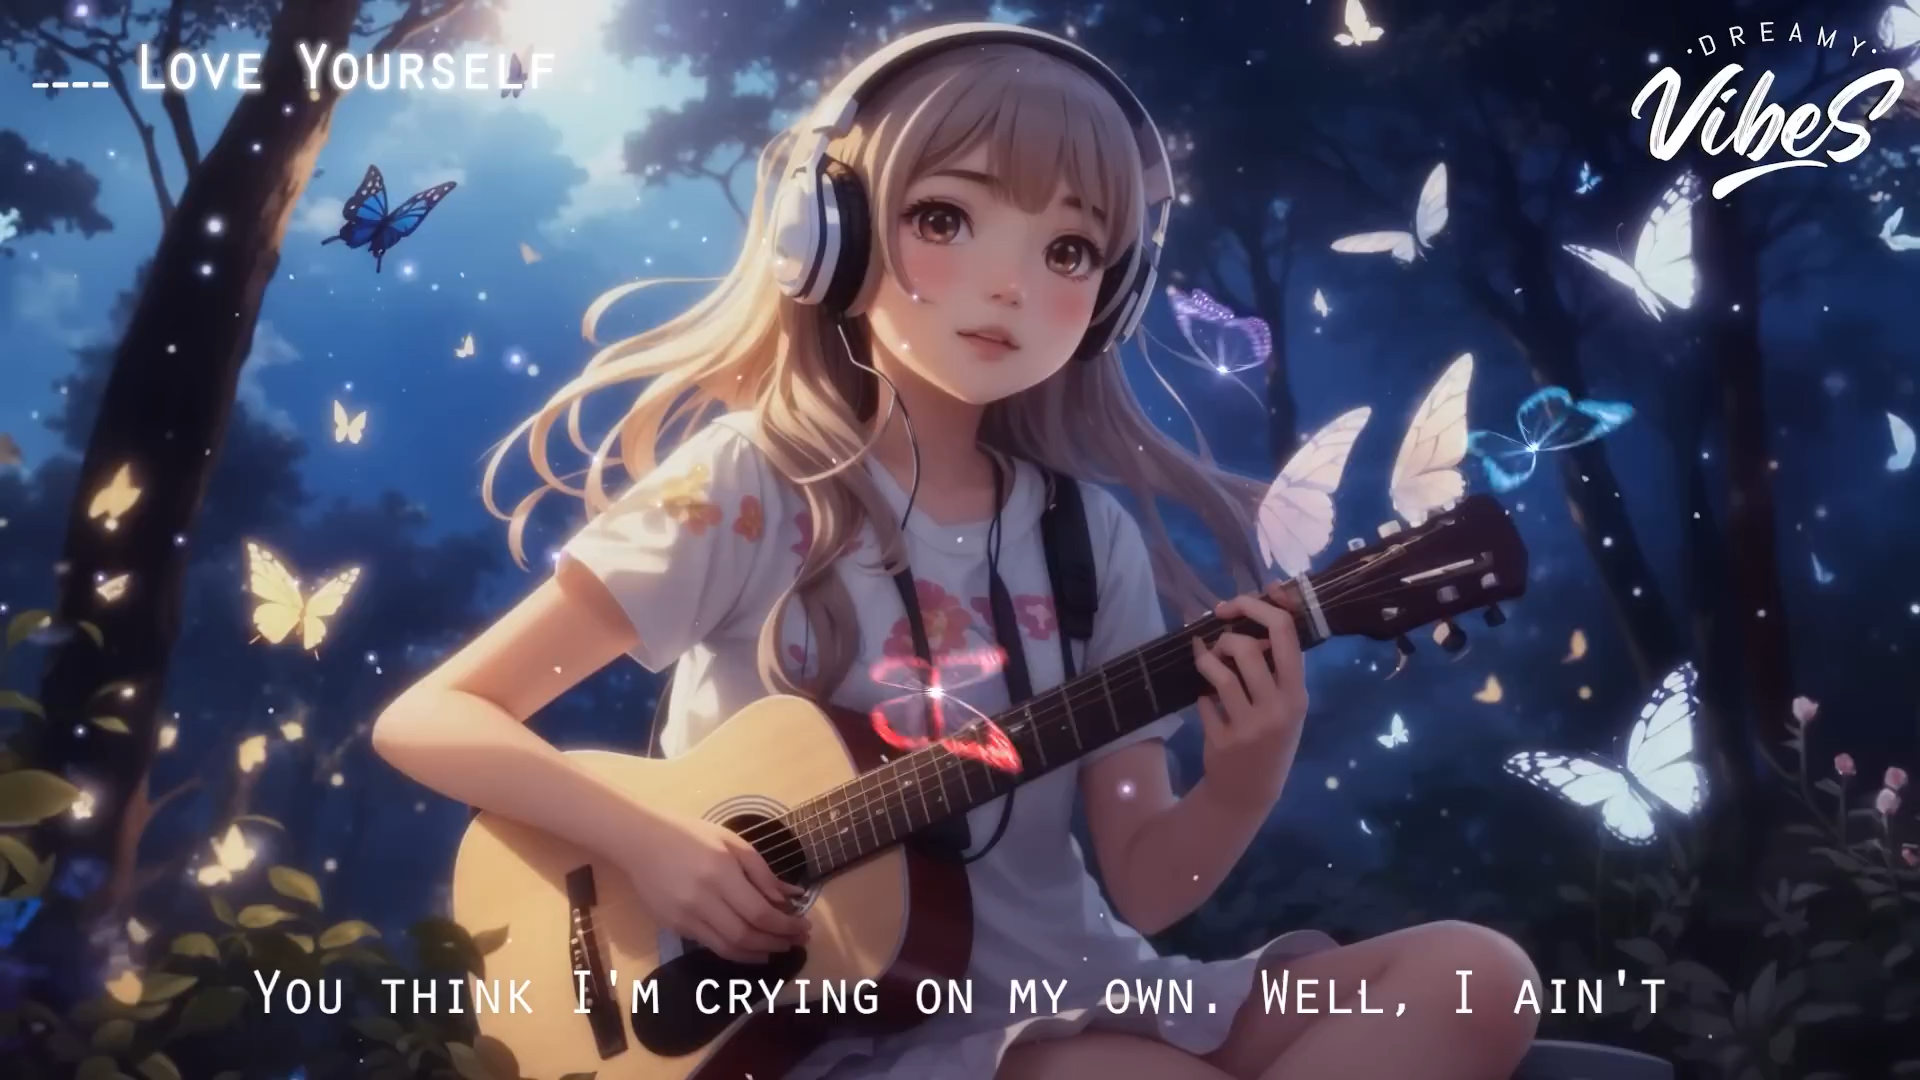 ---- Love Yourself
·DREAMY·
Vibes
You think I'm crying on my own. Well, I ain't